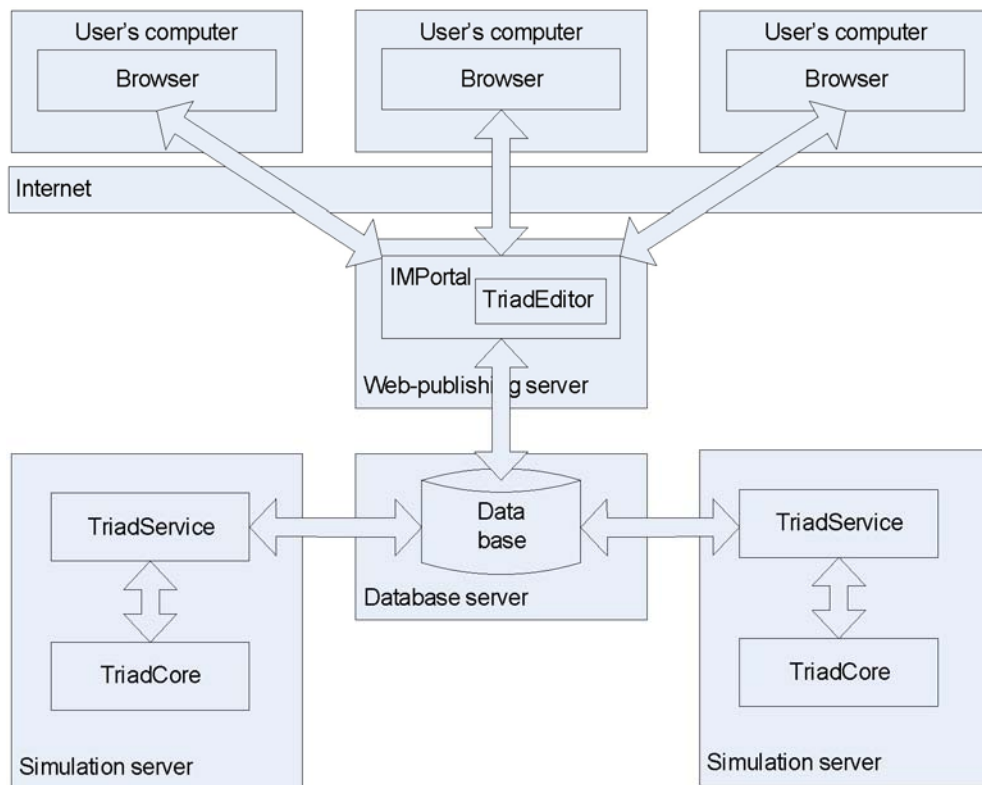 User's computer
User's computer
User's computer
Browser
Browser
Browser
Internet
IMPortal
TriadEditor
Web-publishing server
TriadService
Data
base
TriadService
Database server
TriadCore
TriadCore
Simulation server
Simulation server